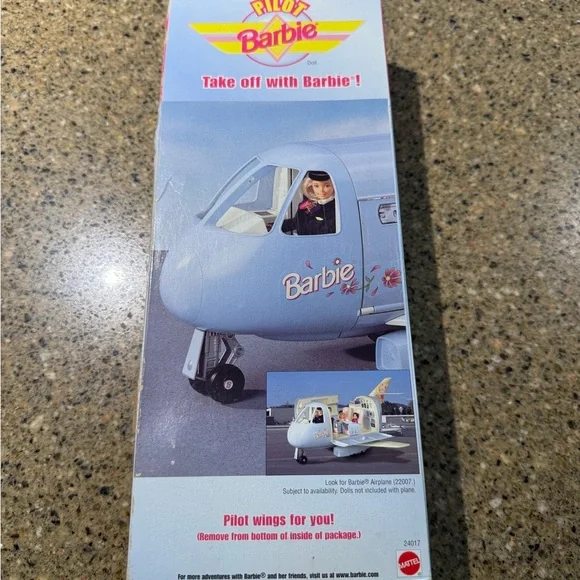 PILOT
Barbie®
Doll
Take off with Barbie®!
Barbie
Look for Barbie® Airplane (22007.)
Subject to availability. Dolls not included with plane.
Pilot wings for you!
(Remove from bottom of inside of package.)
24017
MATTEL
For more adventures with Barbie® and her friends, visit us at www.barbie.com